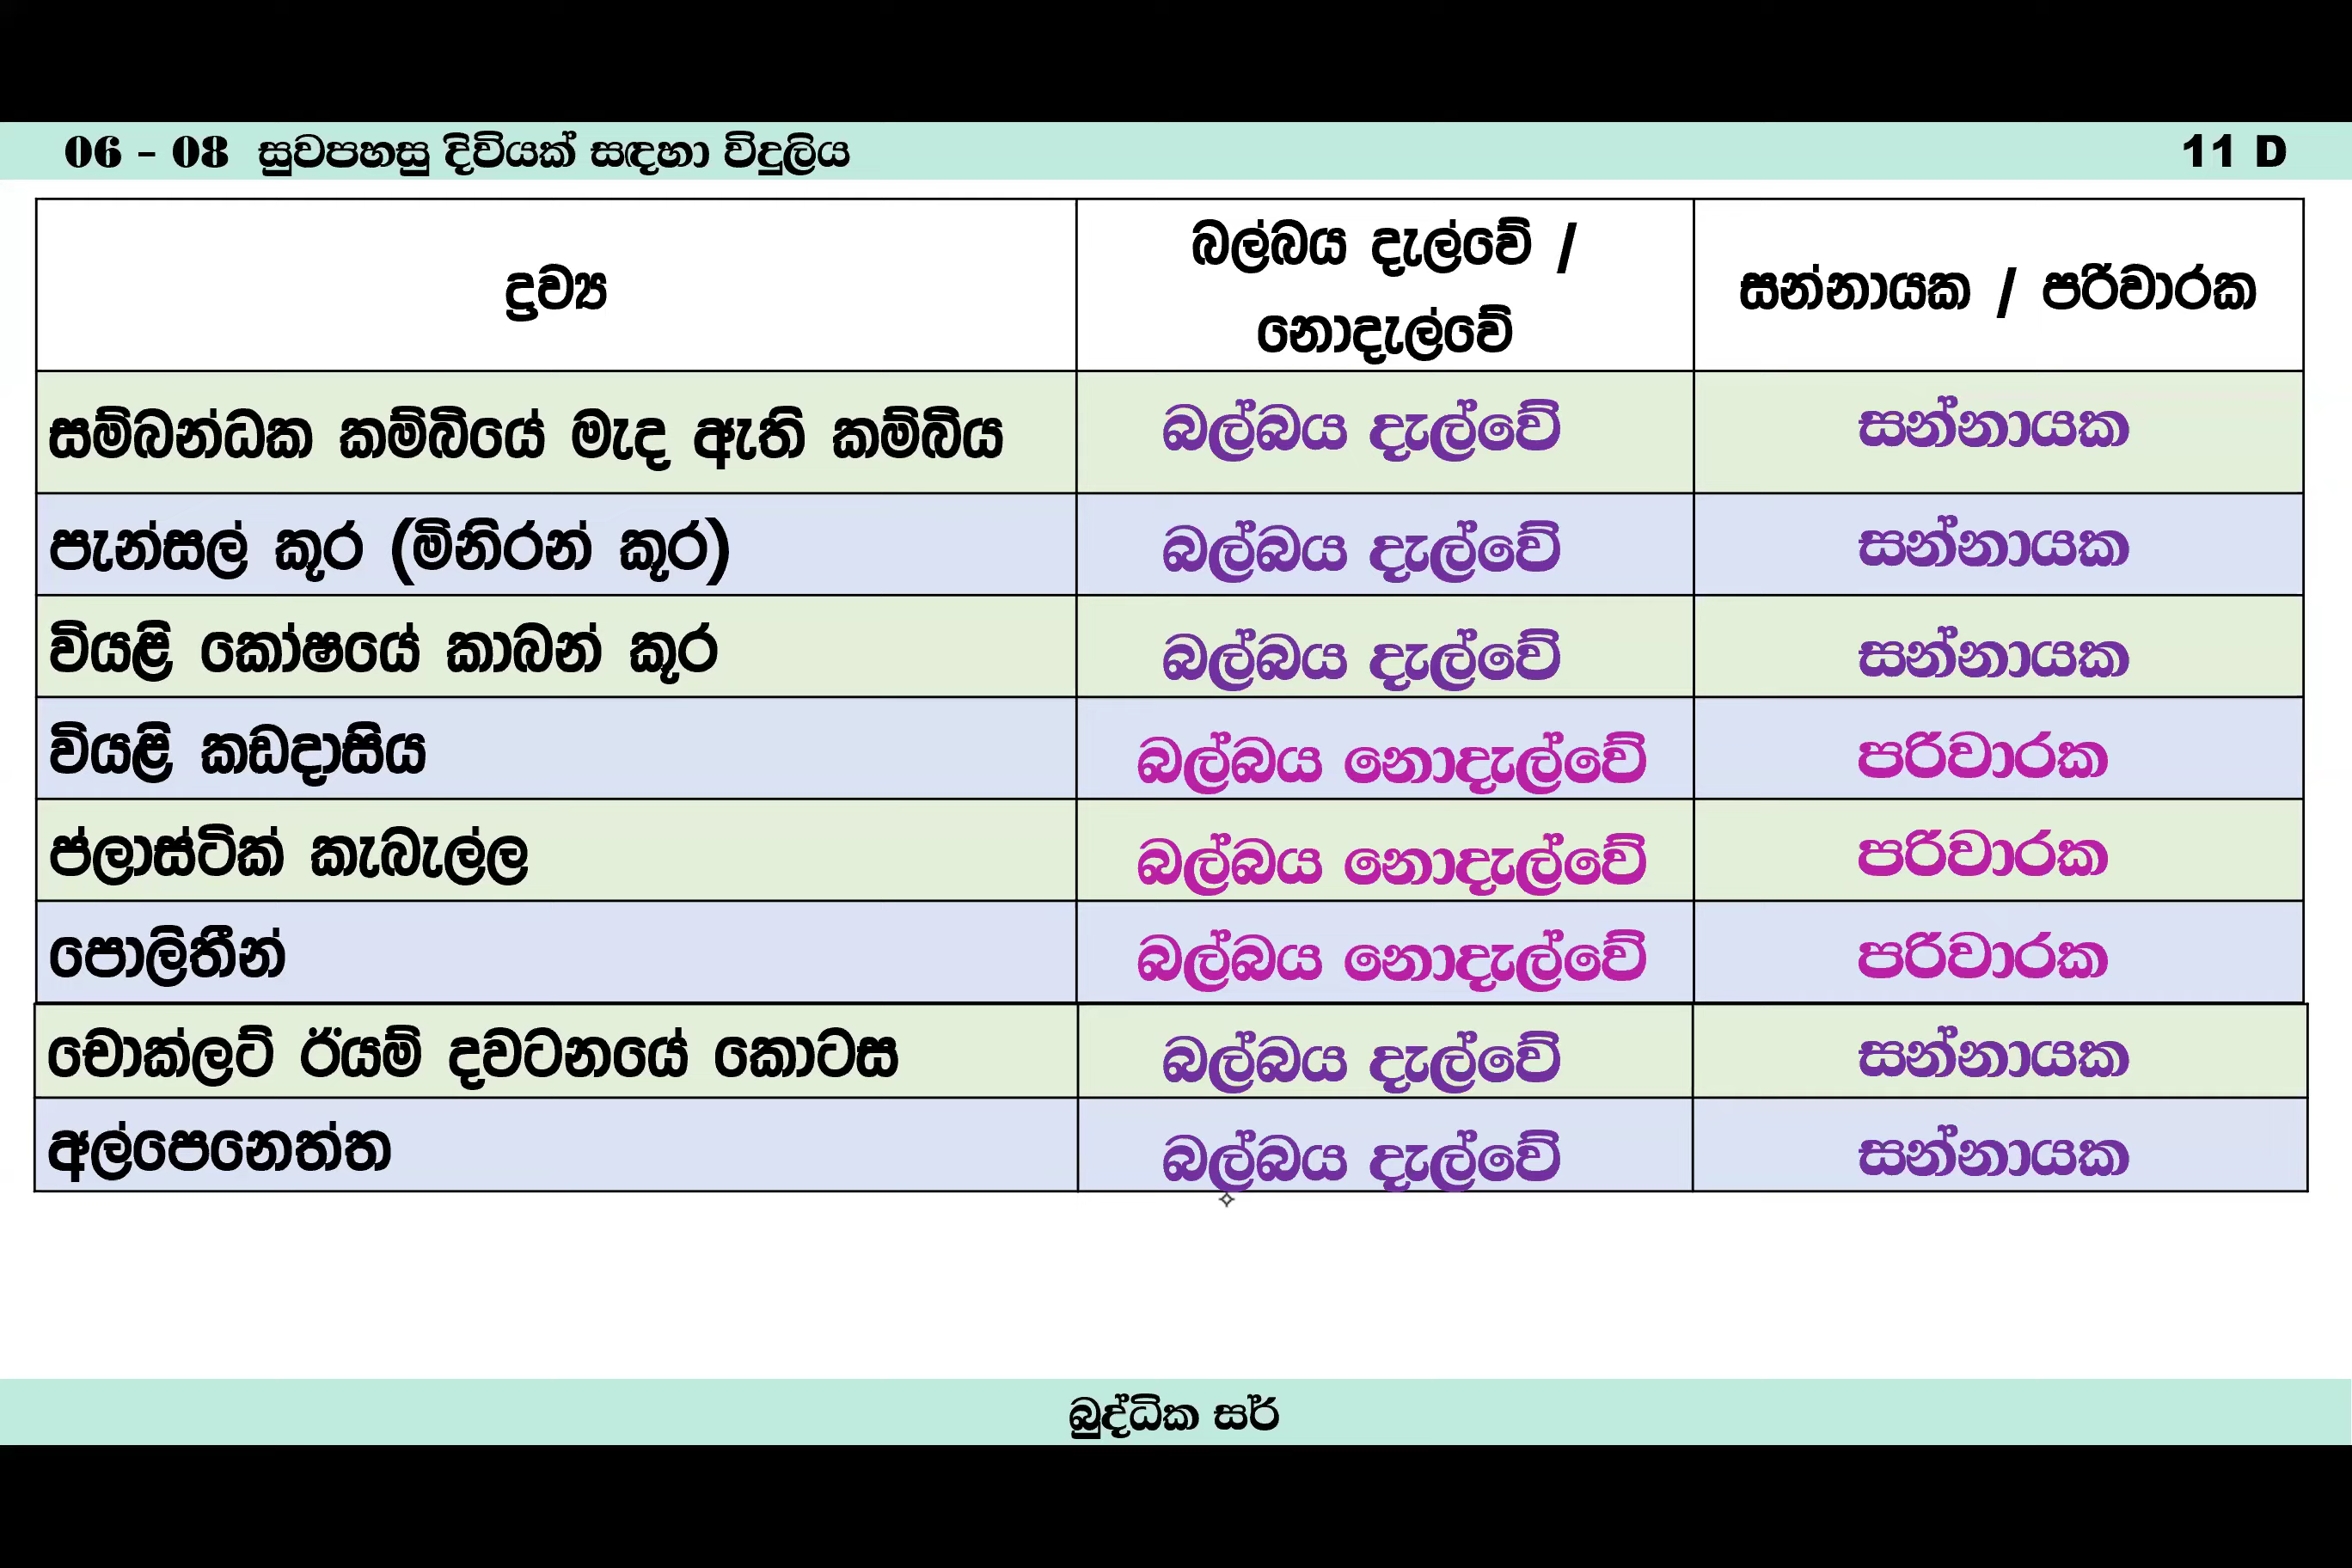 06 - 08 සුවපහසු දිවියක් සඳහා විදුලිය 11 D
ද්‍රව්‍ය
බල්බය දැල්වේ /
නොදැල්වේ
සන්නායක / පරිවාරක
සම්බන්ධක කම්බියේ මැද ඇති කම්බිය බල්බය දැල්වේ සන්නායක
පැන්සල් කූර (මිනිරන් කූර) බල්බය දැල්වේ සන්නායක
වියළි කෝෂයේ කාබන් කූර බල්බය දැල්වේ සන්නායක
වියළි කඩදාසිය බල්බය නොදැල්වේ පරිවාරක
ප්ලාස්ටික් කැබැල්ල බල්බය නොදැල්වේ පරිවාරක
පොලිතීන් බල්බය නොදැල්වේ පරිවාරක
චොක්ලට් ඊයම් දවටනයේ කොටස බල්බය දැල්වේ සන්නායක
අල්පෙනෙත්ත බල්බය දැල්වේ සන්නායක
බුද්ධික සර්